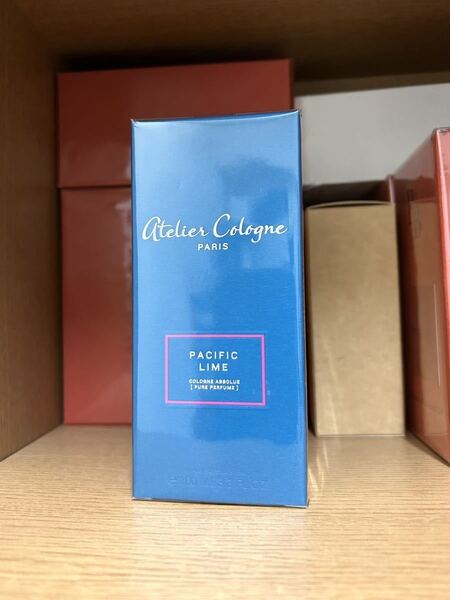 Atelier Cologne
PARIS
PACIFIC
LIME
COLOGNE ABSOLUE
[ PURE PERFUME ]